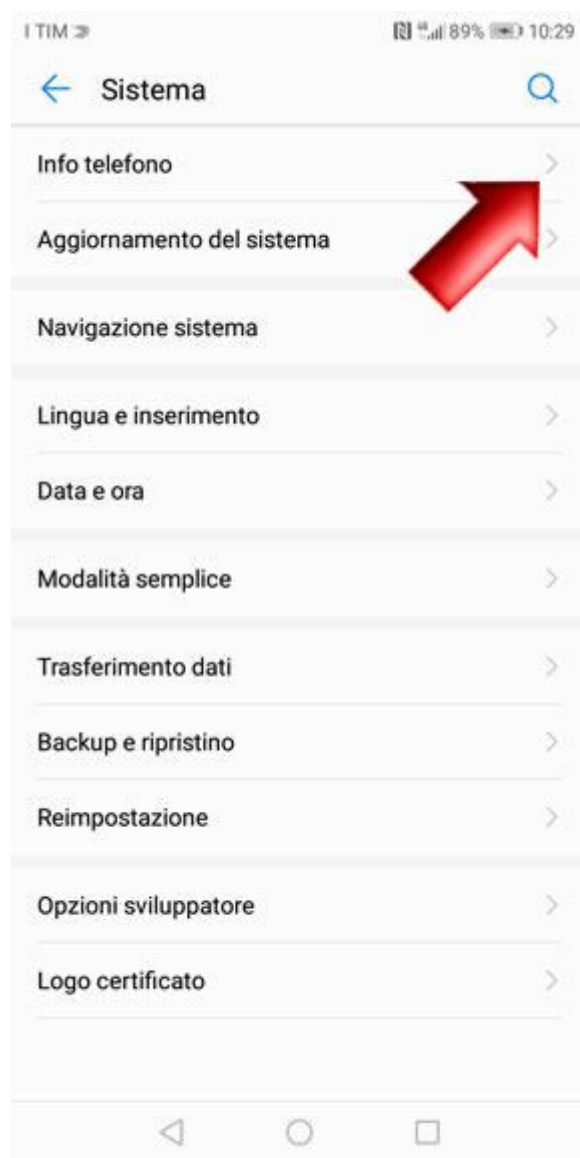 I TIM
89% 10:29
Sistema
Info telefono
Aggiornamento del sistema
Navigazione sistema
Lingua e inserimento
Data e ora
Modalità semplice
Trasferimento dati
Backup e ripristino
Reimpostazione
Opzioni sviluppatore
Logo certificato